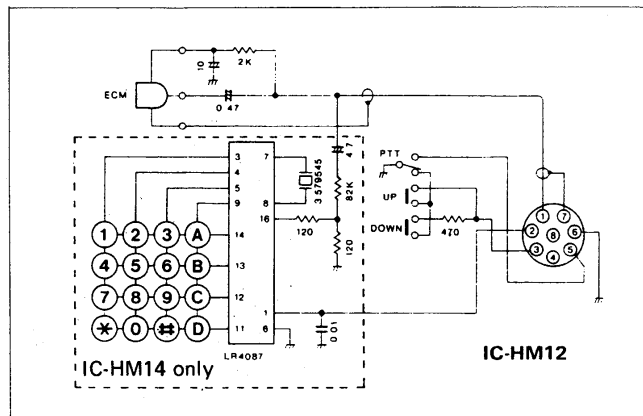 10
2K
ECM
0.47
4.7
82K
3.579545
120
120
3
4
5
9
7
8
16
14
13
12
11
1
6
1 2 3 A
4 5 6 B
7 8 9 C
* 0 # D
LR4087
0.01
IC-HM14 only
PTT
UP
DOWN
470
1
7
2
8
6
3
4
5
IC-HM12